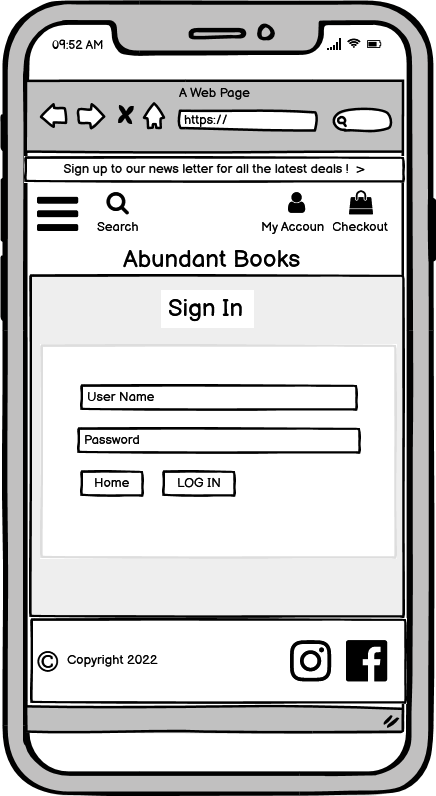 09:52 AM
A Web Page
https://
Sign up to our news letter for all the latest deals ! >
Search
My Accoun
Checkout
Abundant Books
Sign In
User Name
Password
Home
LOG IN
© Copyright 2022